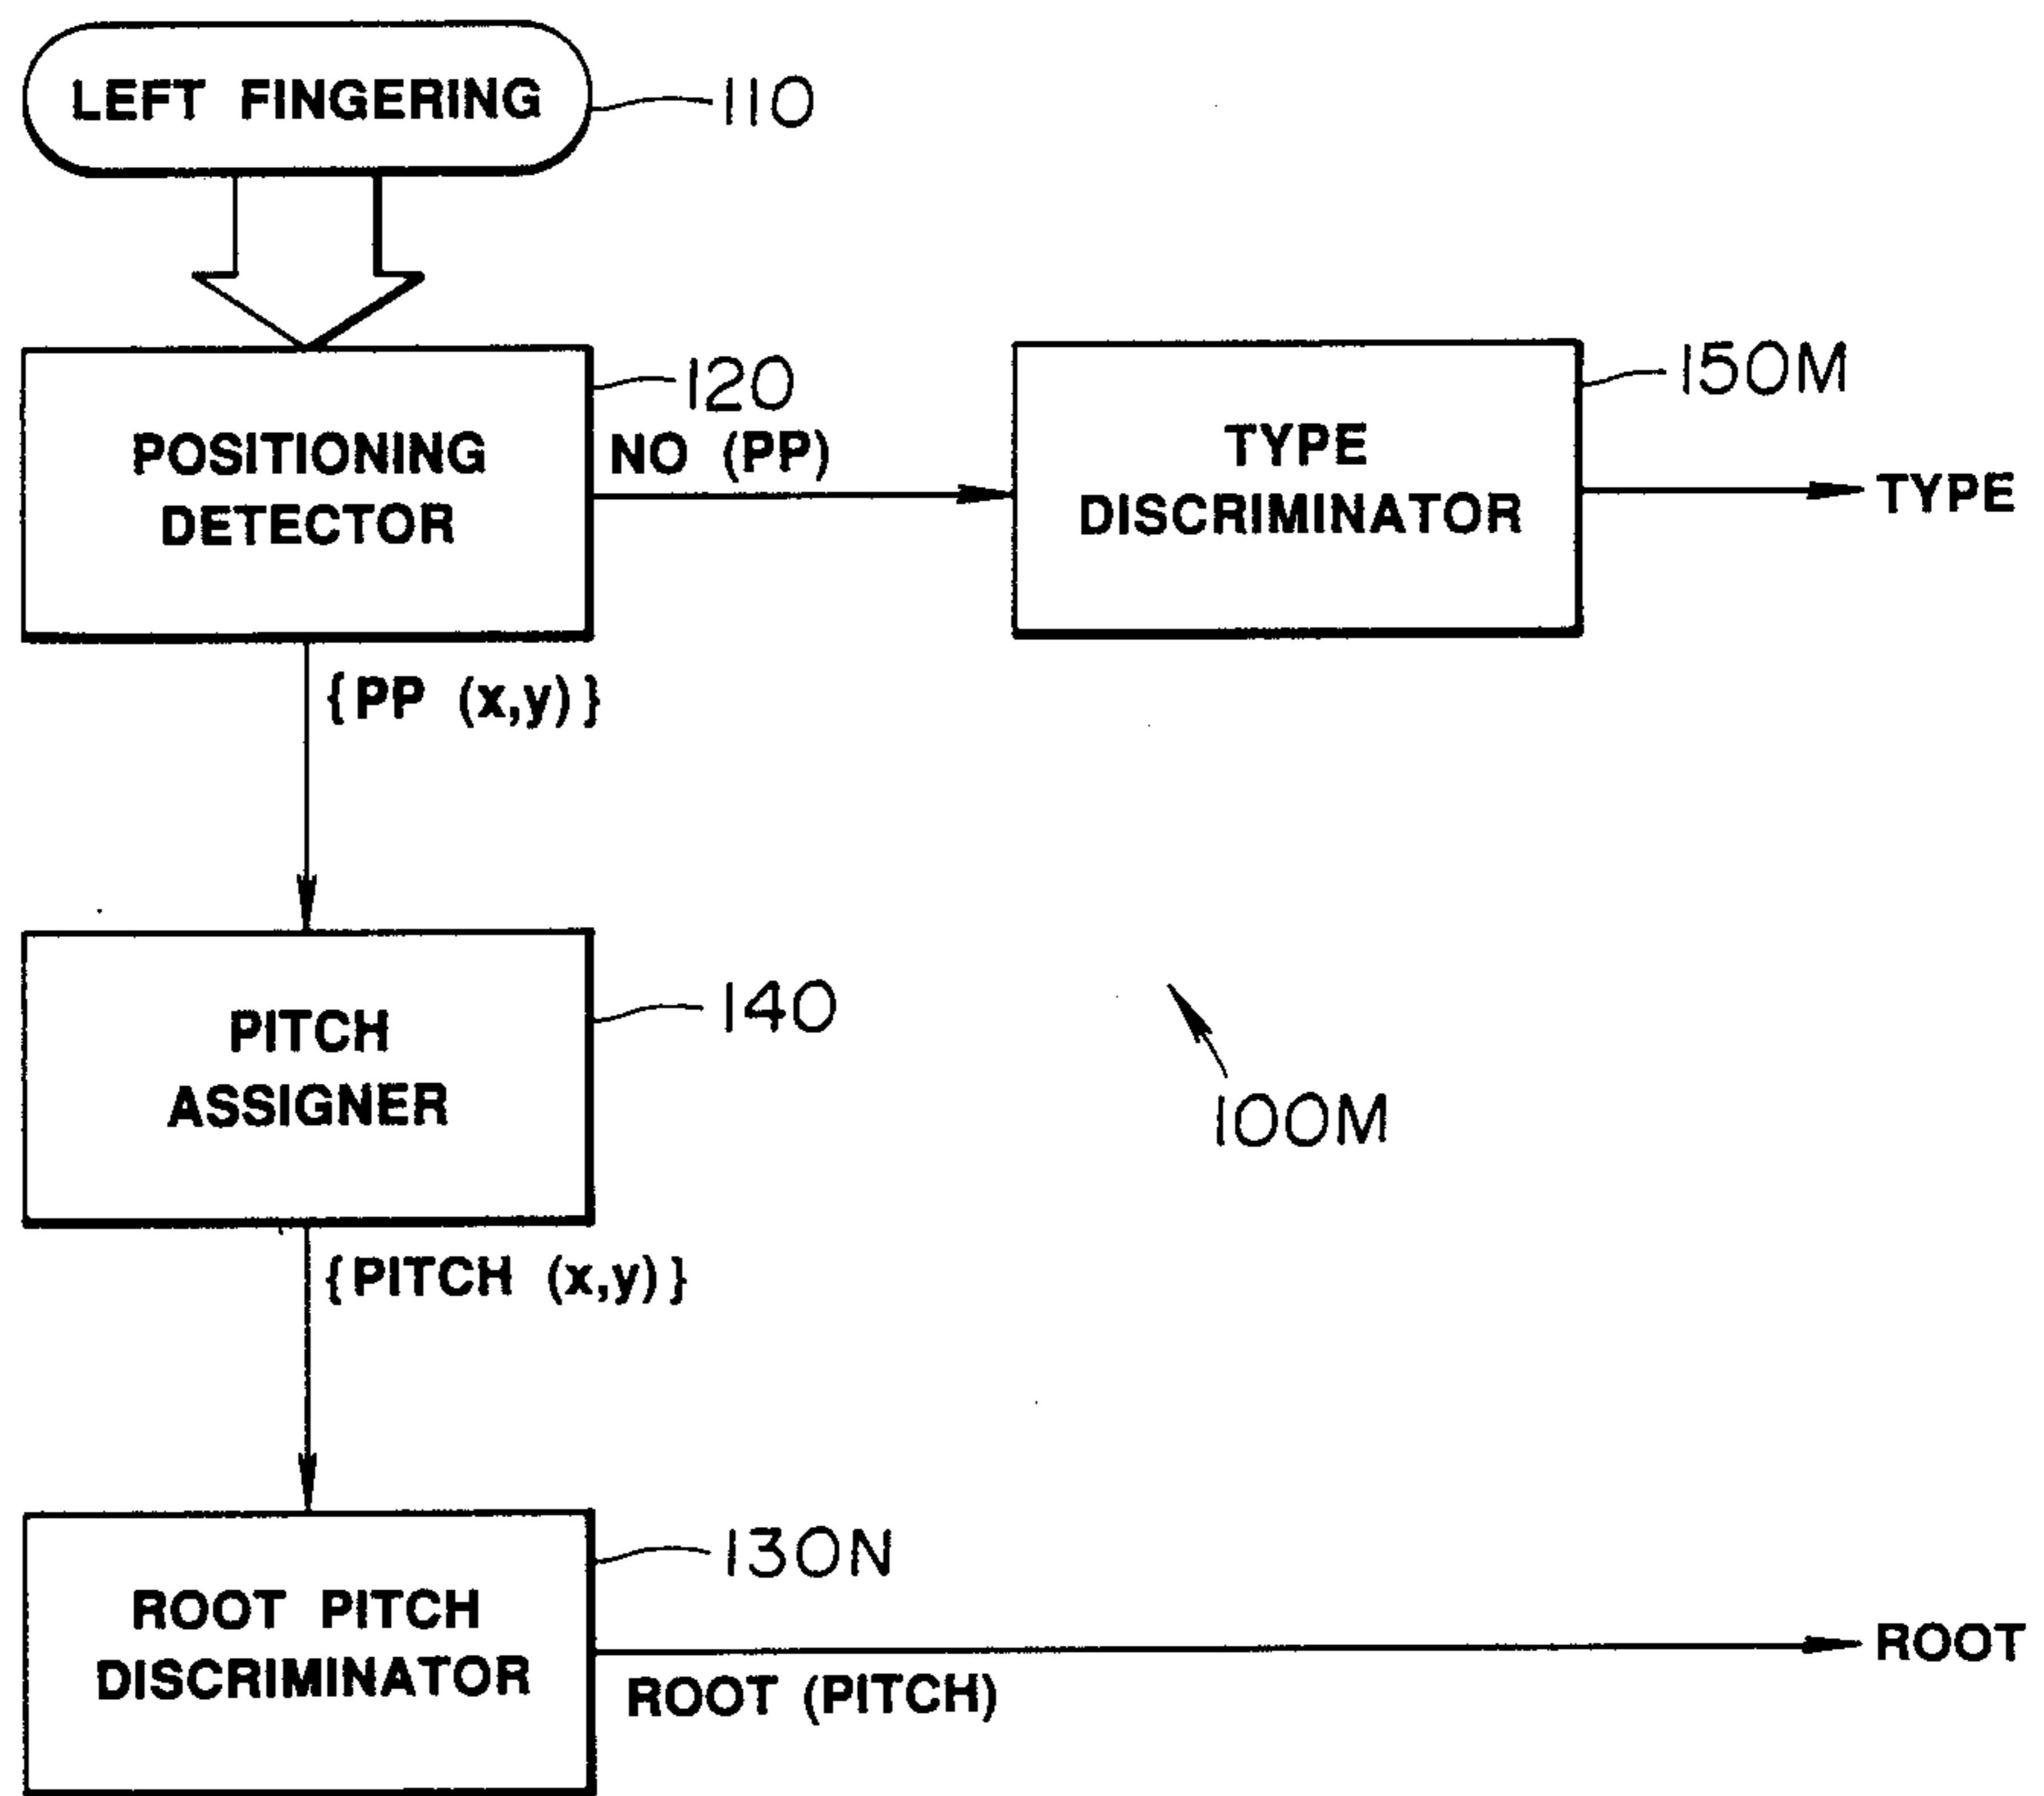 LEFT FINGERING
110
POSITIONING
DETECTOR
120
NO (PP)
TYPE
DISCRIMINATOR
150M
TYPE
{PP (x,y)}
PITCH
ASSIGNER
140
100M
{PITCH (x,y)}
ROOT PITCH
DISCRIMINATOR
130N
ROOT (PITCH)
ROOT